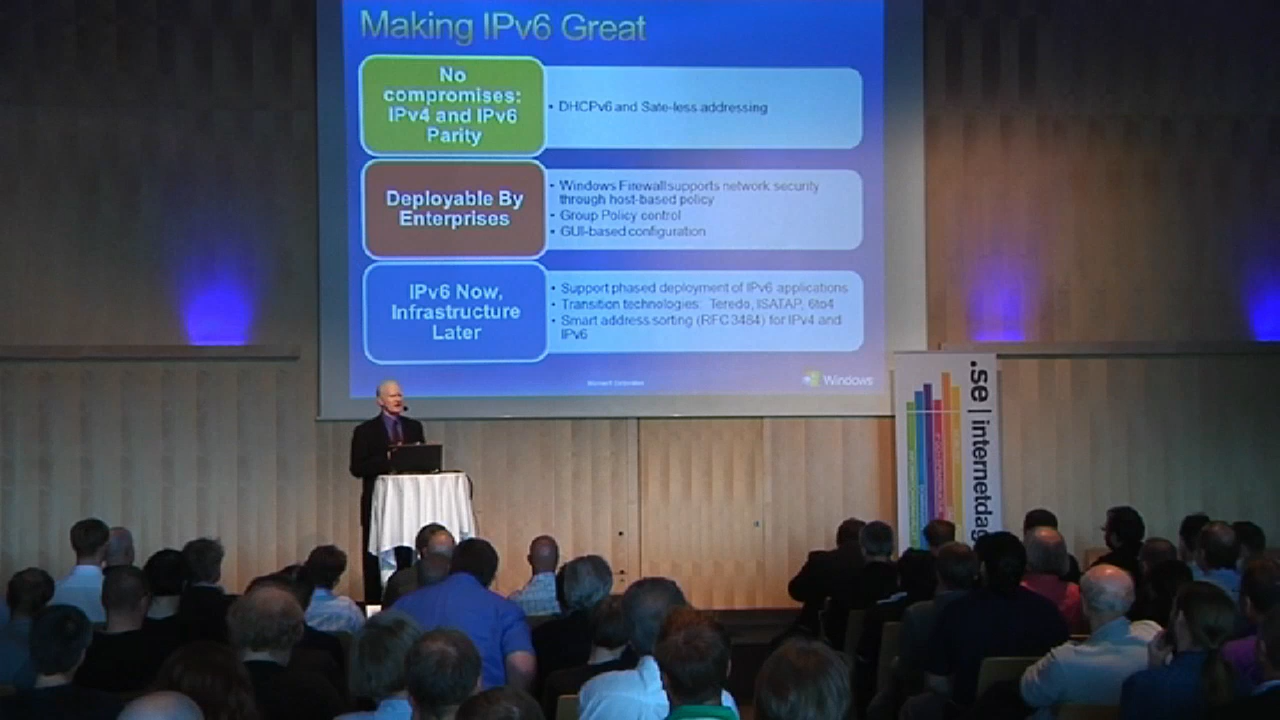 Making IPv6 Great
No
compromises:
IPv4 and IPv6
Parity
• DHCPv6 and Sate-less addressing
Deployable By
Enterprises
• Windows Firewall supports network security
through host-based policy
• Group Policy control
• GUI-based configuration
IPv6 Now,
Infrastructure
Later
• Support phased deployment of IPv6 applications
• Transition technologies: Teredo, ISATAP, 6to4
• Smart address sorting (RFC 3484) for IPv4 and
IPv6
Microsoft Confidential
Windows
.se | internetdag